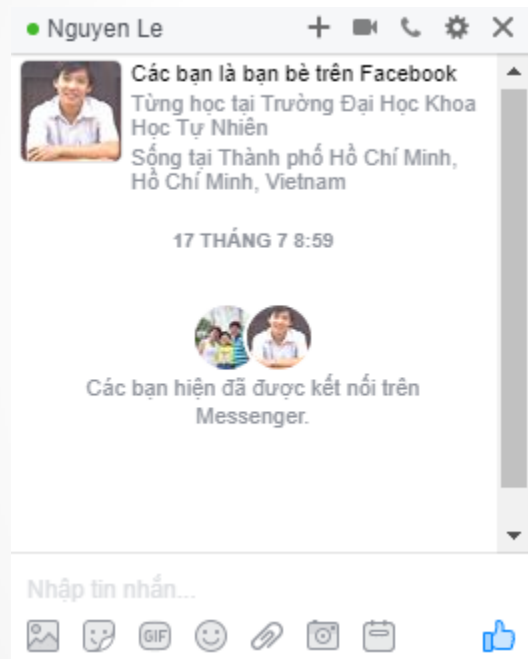 Nguyen Le
Các bạn là bạn bè trên Facebook
Từng học tại Trường Đại Học Khoa
Học Tự Nhiên
Sống tại Thành phố Hồ Chí Minh,
Hồ Chí Minh, Vietnam
17 THÁNG 7 8:59
Các bạn hiện đã được kết nối trên
Messenger.
Nhập tin nhắn...
GIF